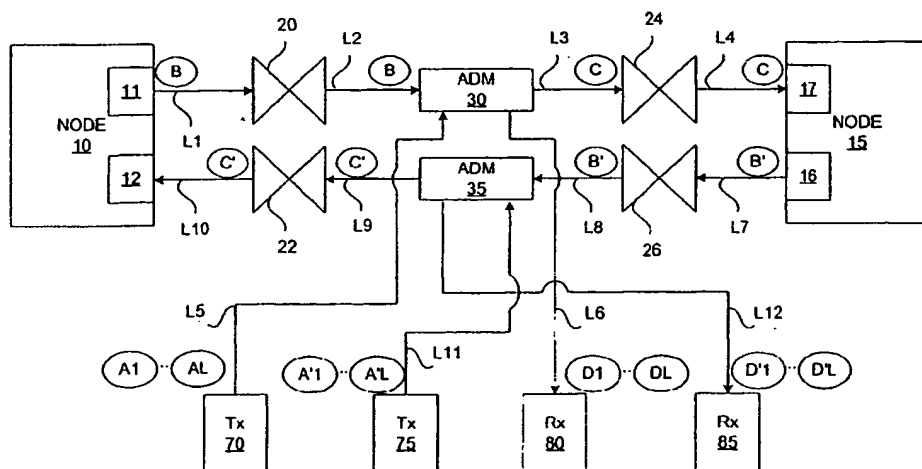 20
L2
L3
24
L4
B
B
C
C
11
ADM
30
17
NODE
10
L1
NODE
15
C'
C'
ADM
35
B'
B'
12
16
L10
22
L9
L8
26
L7
L5
L6
L12
L11
A1 ... AL
A'1 ... A'L
D1 ... DL
D'1 ... D'L
Tx
70
Tx
75
Rx
80
Rx
85